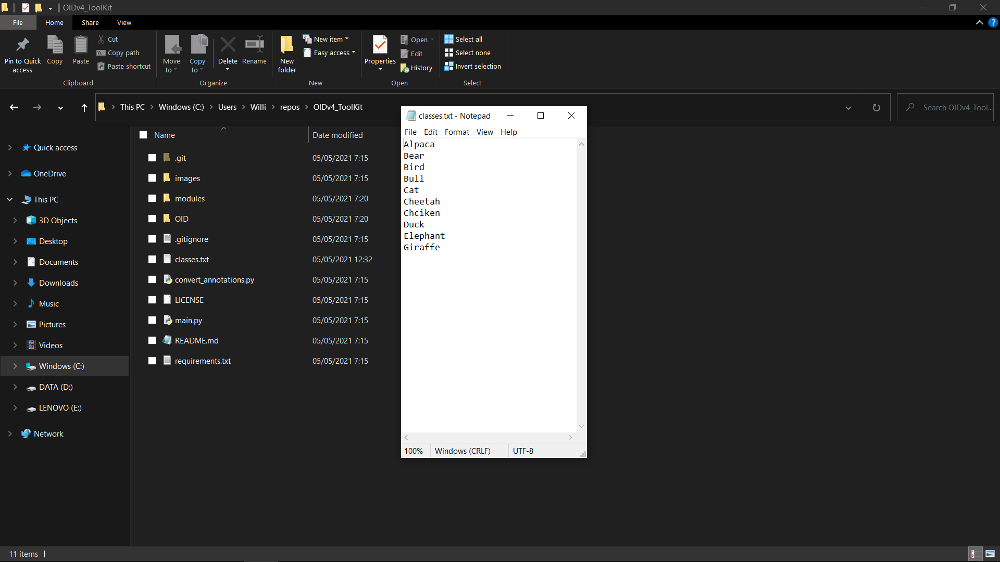 OIDv4_ToolKit
File Home Share View
Pin to Quick access
Copy
Paste
Cut
Copy path
Paste shortcut
Clipboard
Move to
Copy to
Delete
Rename
Organize
New folder
New item
Easy access
New
Properties
Open
Edit
History
Open
Select all
Select none
Invert selection
Select
This PC Windows (C:) Users Willi repos OIDv4_ToolKit
Search OIDv4_Tool...
Quick access
OneDrive
This PC
3D Objects
Desktop
Documents
Downloads
Music
Pictures
Videos
Windows (C:)
DATA (D:)
LENOVO (E:)
Network
Name Date modified
.git 05/05/2021 7:15
images 05/05/2021 7:15
modules 05/05/2021 7:20
OID 05/05/2021 7:20
.gitignore 05/05/2021 7:15
classes.txt 05/05/2021 12:32
convert_annotations.py 05/05/2021 7:15
LICENSE 05/05/2021 7:15
main.py 05/05/2021 7:15
README.md 05/05/2021 7:15
requirements.txt 05/05/2021 7:15
classes.txt - Notepad
File Edit Format View Help
Alpaca
Bear
Bird
Bull
Cat
Cheetah
Chciken
Duck
Elephant
Giraffe
100% Windows (CRLF) UTF-8
11 items